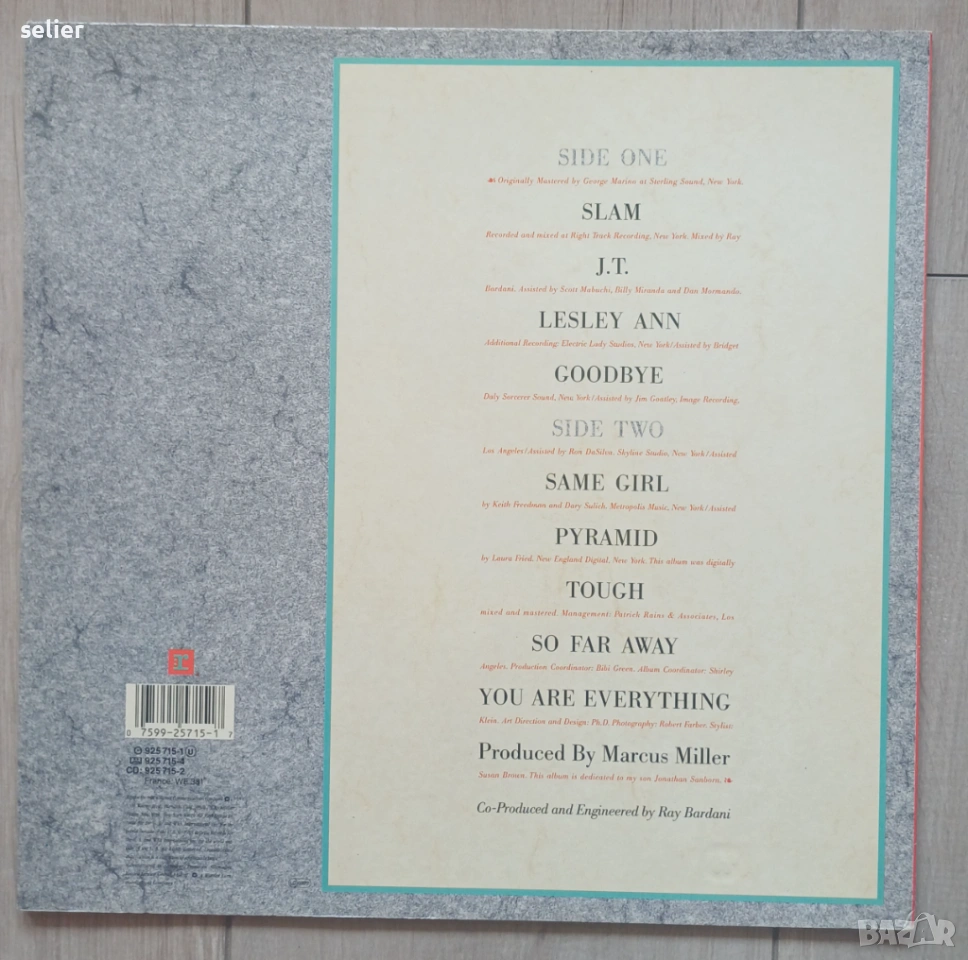 selier
SIDE ONE
Originally Mastered by George Marino at Sterling Sound, New York.
SLAM
Recorded and mixed at Right Track Recording, New York. Mixed by Ray
J.T.
Bardani. Assisted by Scott Mabuchi, Billy Miranda and Dan Mormando.
LESLEY ANN
Additional Recording: Electric Lady Studios, New York/Assisted by Bridget
GOODBYE
Daly Sorcerer Sound, New York/Assisted by Jim Goatley, Image Recording,
SIDE TWO
Los Angeles/Assisted by Ron DaSilva. Skyline Studio, New York/Assisted
SAME GIRL
by Keith Freedman and Dary Sulich. Metropolis Music, New York/Assisted
PYRAMID
by Laura Fried. New England Digital, New York. This album was digitally
TOUGH
mixed and mastered. Management: Patrick Rains & Associates, Los
SO FAR AWAY
Angeles. Production Coordinator: Bibi Green. Album Coordinator: Shirley
YOU ARE EVERYTHING
Klein. Art Direction and Design: Ph.D. Photography: Robert Farber. Stylist:
Produced By Marcus Miller
Susan Brown. This album is dedicated to my son Jonathan Sanborn.
Co-Produced and Engineered by Ray Bardani
r
0 7599-25715-1 7
925 715-1
925 715-4
CD: 925 715-2
France: WE
BAZAR